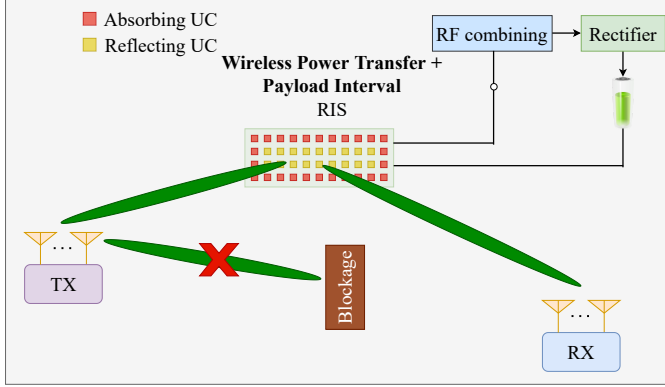 Absorbing UC
Reflecting UC
Wireless Power Transfer +
Payload Interval
RIS
RF combining
Rectifier
...
TX
Blockage
...
RX